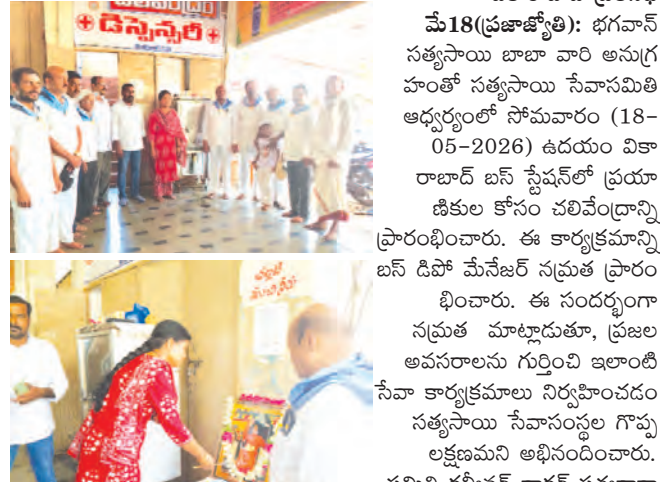 డిస్పెన్సరీ
చల్లటి
మంచినీరు
మే18(ప్రజాజ్యోతి): భగవాన్
సత్యసాయి బాబా వారి అనుగ్ర
హంతో సత్యసాయి సేవాసమితి
ఆధ్వర్యంలో సోమవారం (18-
05-2026) ఉదయం వికా
రాబాద్ బస్ స్టేషన్‌లో ప్రయా
ణికుల కోసం చలివేంద్రాన్ని
ప్రారంభించారు. ఈ కార్యక్రమాన్ని
బస్ డిపో మేనేజర్ నమ్రత ప్రారం
భించారు. ఈ సందర్భంగా
నమ్రత మాట్లాడుతూ, ప్రజల
అవసరాలను గుర్తించి ఇలాంటి
సేవా కార్యక్రమాలు నిర్వహించడం
సత్యసాయి సేవాసంస్థల గొప్ప
లక్షణమని అభినందించారు.